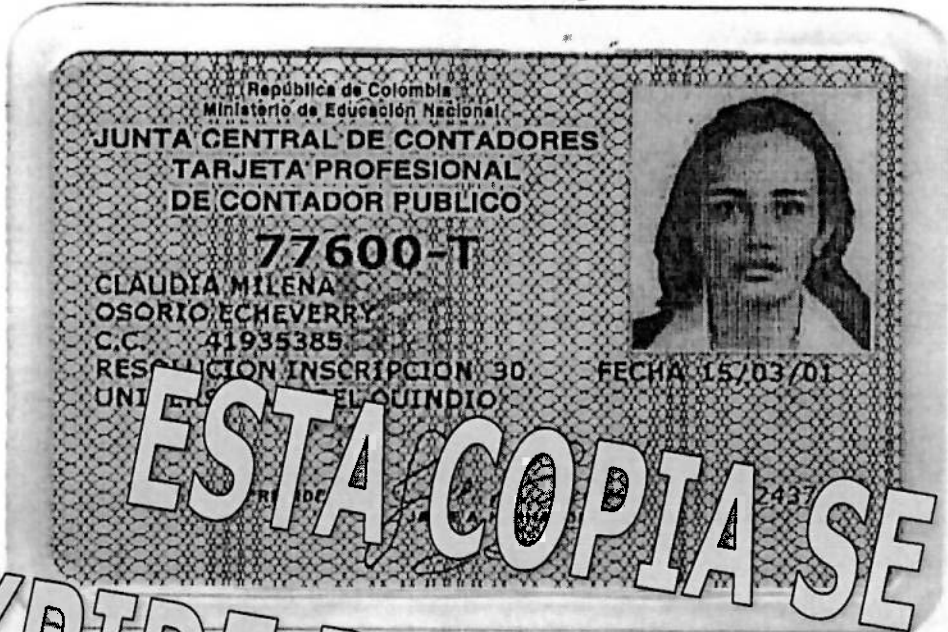 República de Colombia
Ministerio de Educación Nacional
JUNTA CENTRAL DE CONTADORES
TARJETA PROFESIONAL
DE CONTADOR PUBLICO
77600-T
CLAUDIA MILENA
OSORIO ECHEVERRY
C.C. 41935385
RESOLUCION INSCRIPCION 30 FECHA 15/03/01
QUINDIO
ESTA COPIA SE